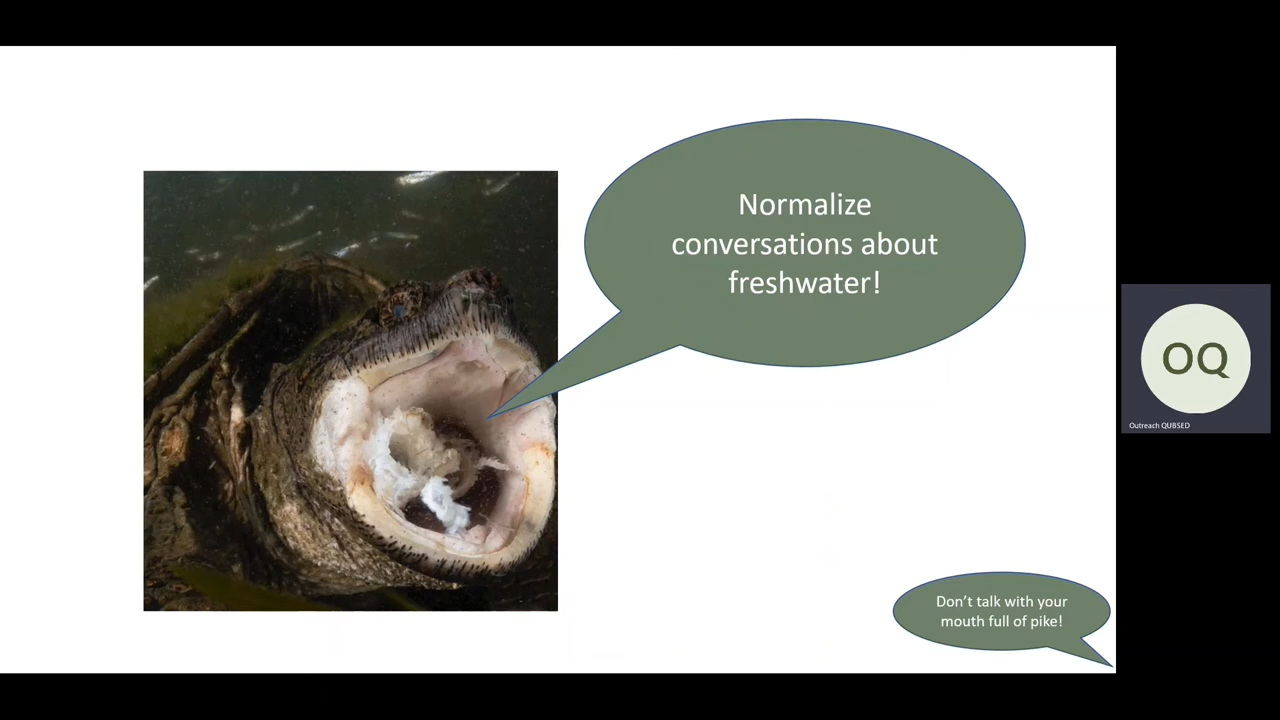 Normalize
conversations about
freshwater!
Don't talk with your
mouth full of pike!
OQ
Outreach QUBSED